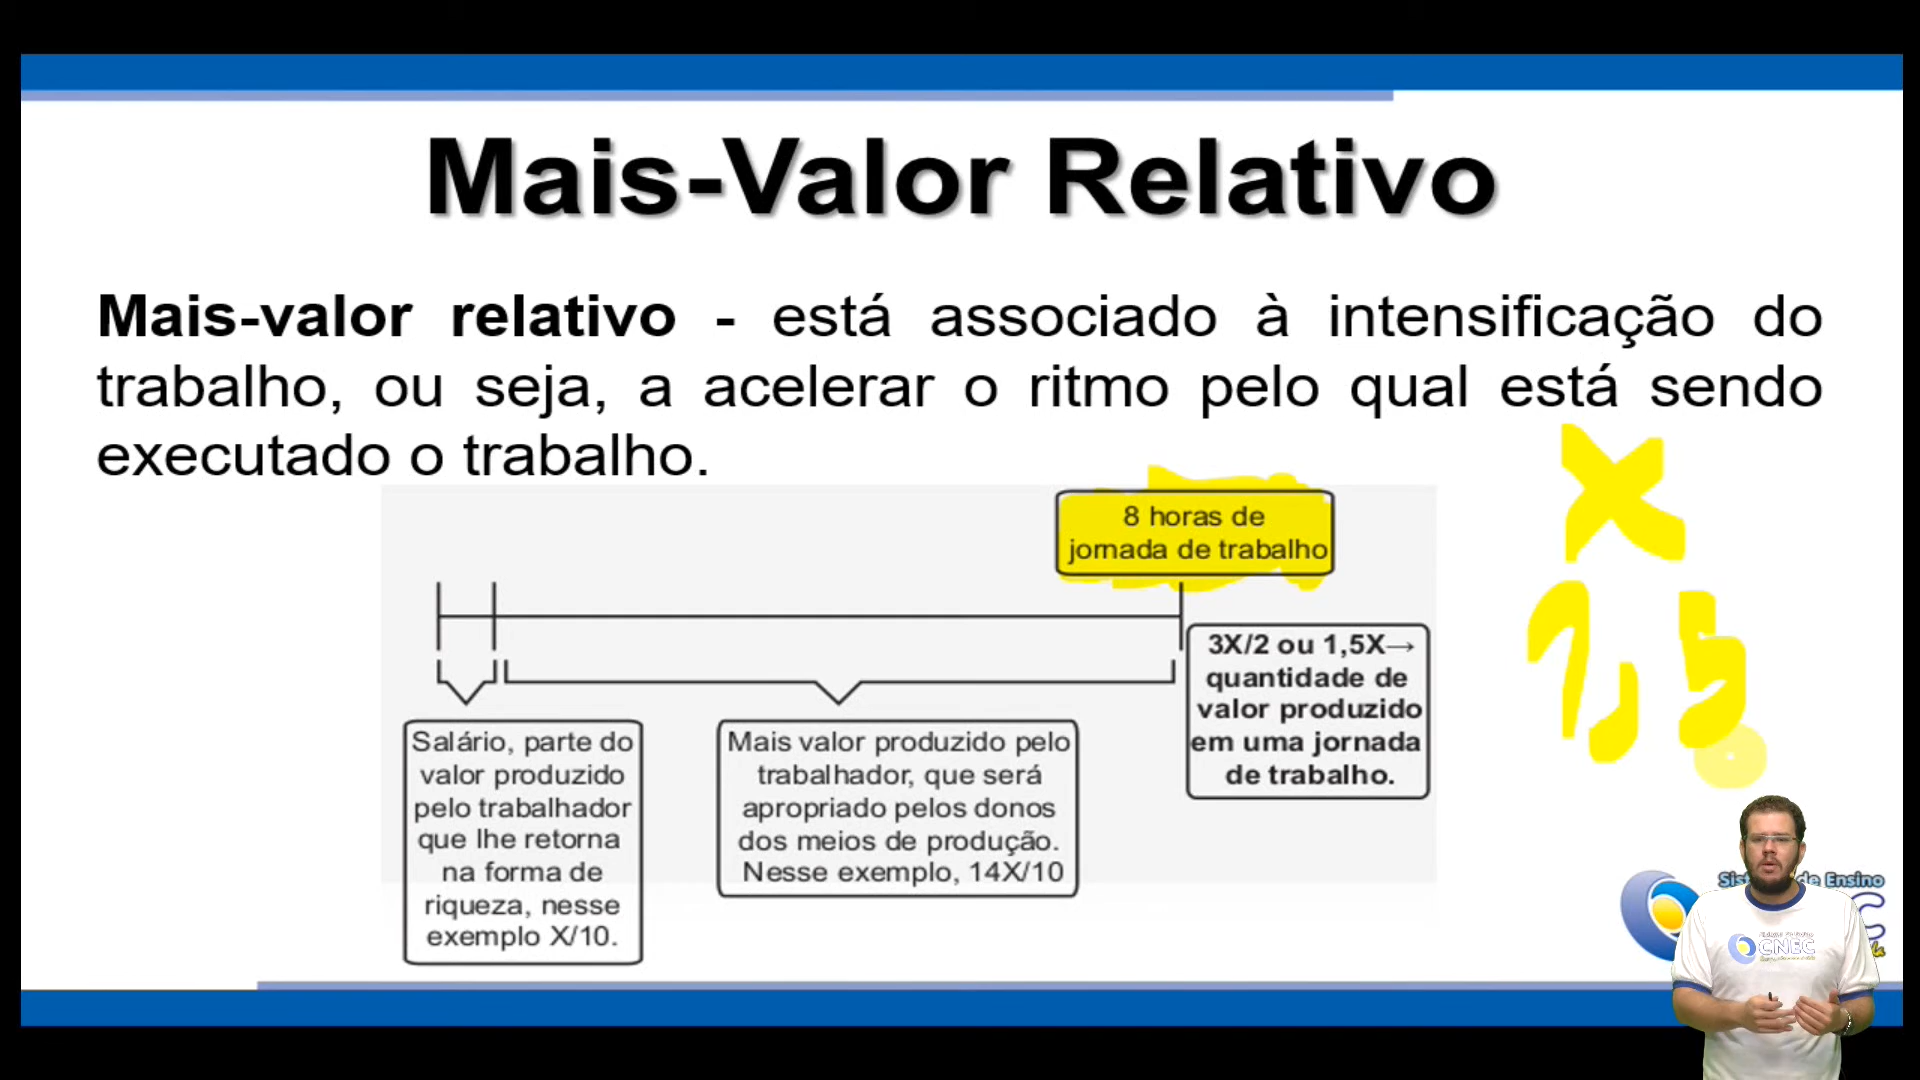 Mais-Valor Relativo
Mais-valor relativo - está associado à intensificação do
trabalho, ou seja, a acelerar o ritmo pelo qual está sendo
executado o trabalho.
8 horas de
jornada de trabalho
X
1,5
3X/2 ou 1,5X→
quantidade de
valor produzido
em uma jornada
de trabalho.
Salário, parte do
valor produzido
pelo trabalhador
que lhe retorna
na forma de
riqueza, nesse
exemplo X/10.
Mais valor produzido pelo
trabalhador, que será
apropriado pelos donos
dos meios de produção.
Nesse exemplo, 14X/10
de Ensino
CNEC